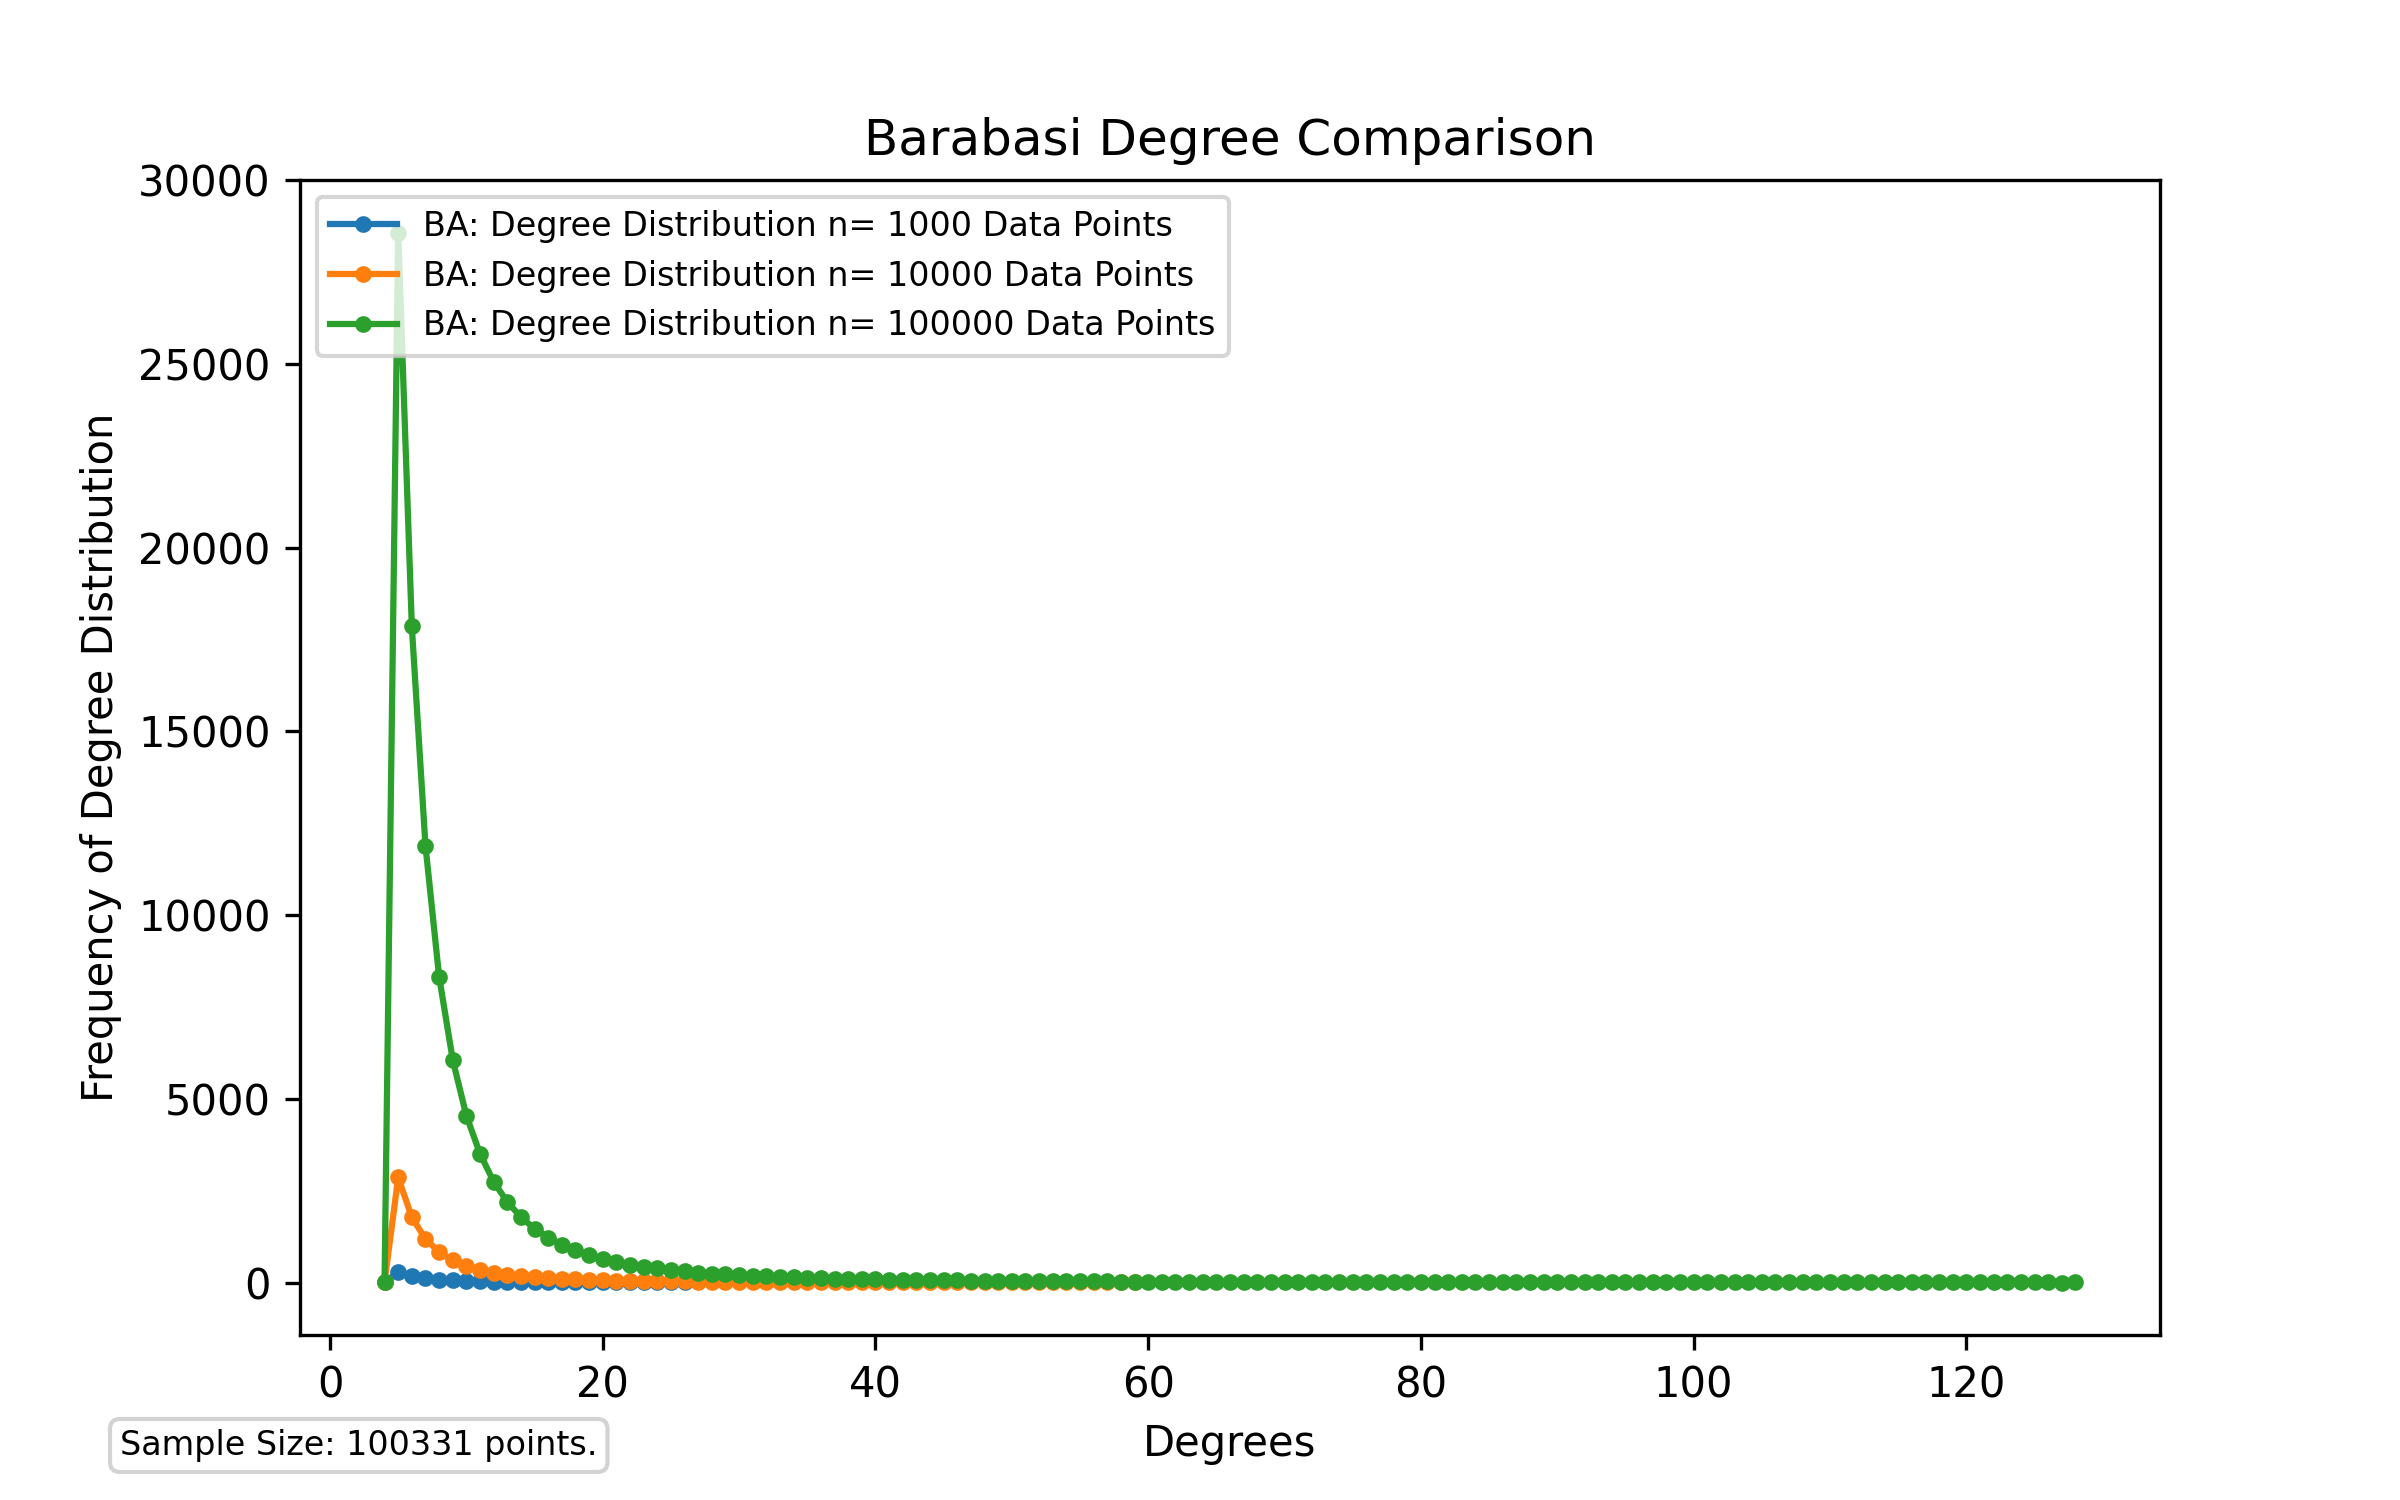 Barabasi Degree Comparison
30000
25000
20000
15000
10000
5000
0
Frequency of Degree Distribution
BA: Degree Distribution n= 1000 Data Points
BA: Degree Distribution n= 10000 Data Points
BA: Degree Distribution n= 100000 Data Points
0 20 40 60 80 100 120
Degrees
Sample Size: 100331 points.